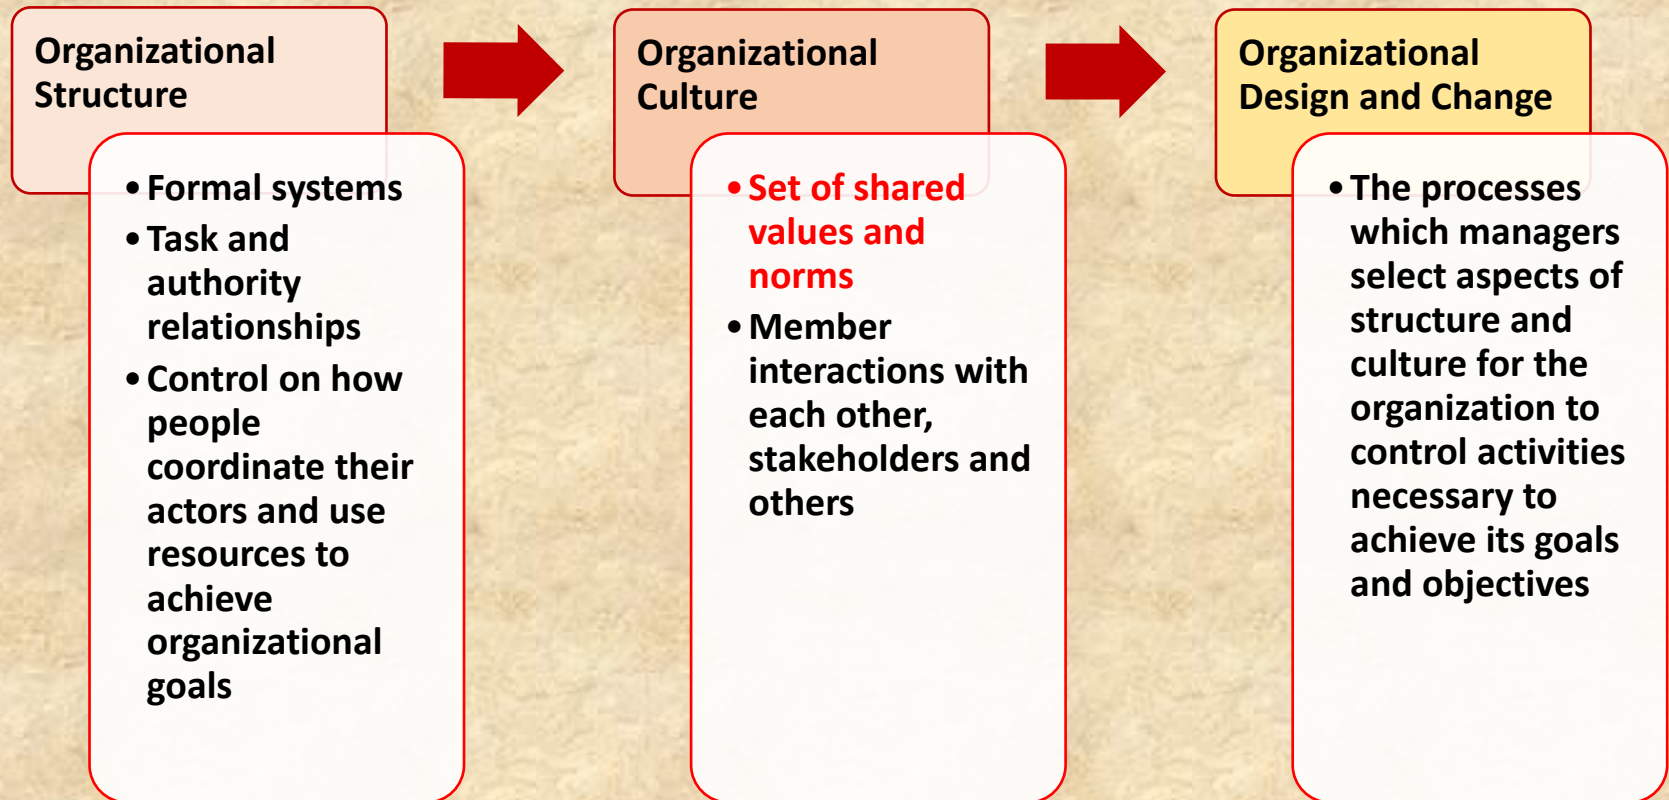 Organizational
Structure
• Formal systems
• Task and
authority
relationships
• Control on how
people
coordinate their
actors and use
resources to
achieve
organizational
goals
Organizational
Culture
• Set of shared
values and
norms
• Member
interactions with
each other,
stakeholders and
others
Organizational
Design and Change
• The processes
which managers
select aspects of
structure and
culture for the
organization to
control activities
necessary to
achieve its goals
and objectives